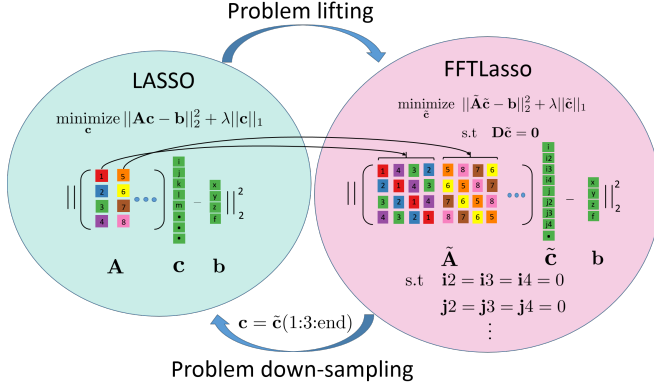 Problem lifting
LASSO
minimize ||Ac − b||₂² + λ||c||₁
c
|| ( 1 5
2 6
3 7
4 8 )
i
j
k
l
m
−
x
y
z
f
||₂²
A c b
FFTLasso
minimize ||Ãc̃ − b||₂² + λ||c̃||₁
c̃
s.t Dc̃ = 0
|| ( 1 4 3 2 5 8 7 6
2 1 4 3 6 5 8 7
3 2 1 4 7 6 5 8
4 3 2 1 8 7 6 5 )
i
i2
i3
i4
j
j2
j3
j4
−
x
y
z
f
||₂²
Ã c̃ b
s.t i2 = i3 = i4 = 0
j2 = j3 = j4 = 0
⋮
c = c̃(1:3:end)
Problem down-sampling